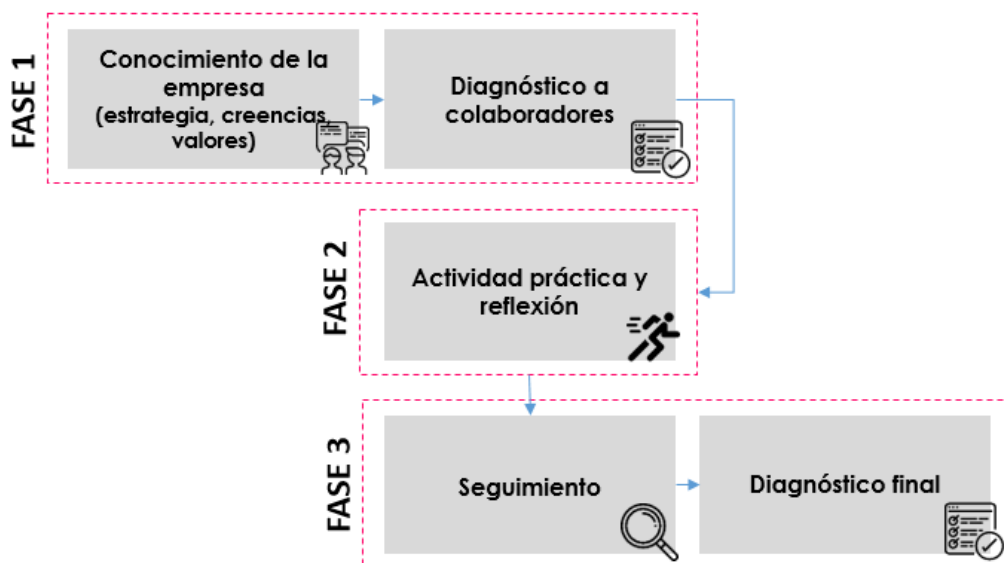 FASE 1
Conocimiento de la
empresa
(estrategia, creencias,
valores)
Diagnóstico a
colaboradores
FASE 2
Actividad práctica y
reflexión
FASE 3
Seguimiento
Diagnóstico final